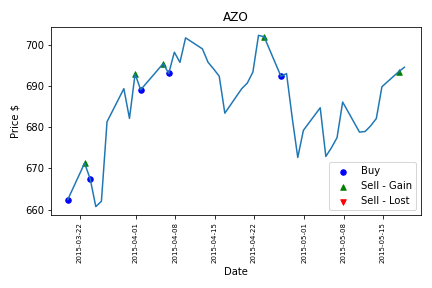 AZO
Price $
700
690
680
670
660
Buy
Sell - Gain
Sell - Lost
2015-03-22
2015-04-01
2015-04-08
2015-04-15
2015-04-22
2015-05-01
2015-05-08
2015-05-15
Date